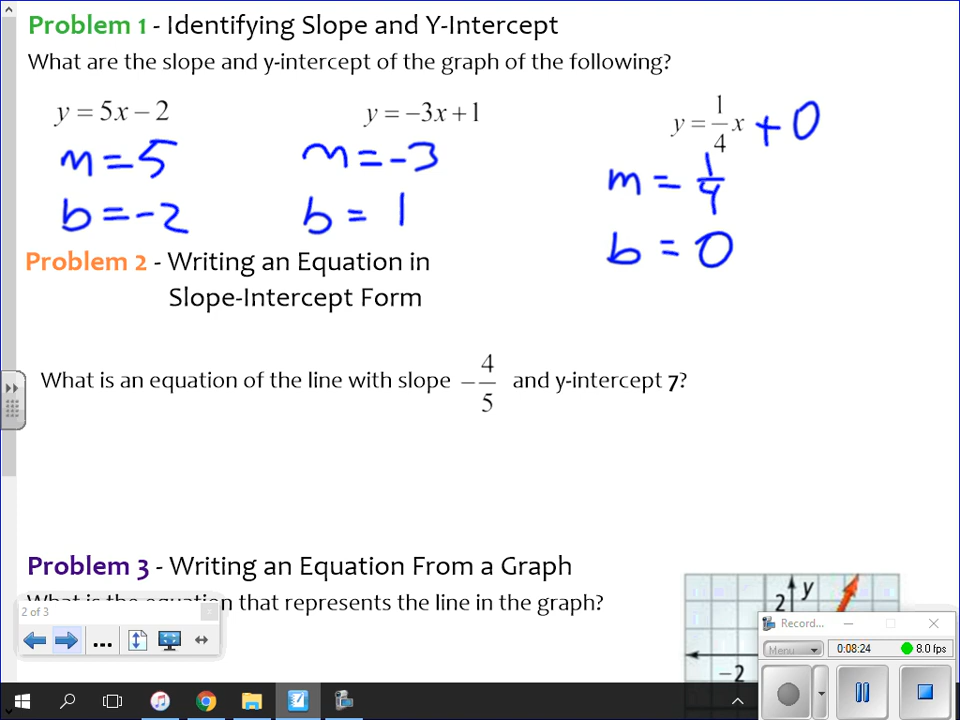 Problem 1 - Identifying Slope and Y-Intercept
What are the slope and y-intercept of the graph of the following?
y = 5x − 2
y = −3x + 1
y = 1/4 x + 0
m = 5
m = -3
m = 1/4
b = -2
b = 1
b = 0
Problem 2 - Writing an Equation in
Slope-Intercept Form
What is an equation of the line with slope −4/5 and y-intercept 7?
Problem 3 - Writing an Equation From a Graph
What is the equation that represents the line in the graph?
2 of 3
...
2 y
−2
Record...
Menu
0:08:24
8.0 fps